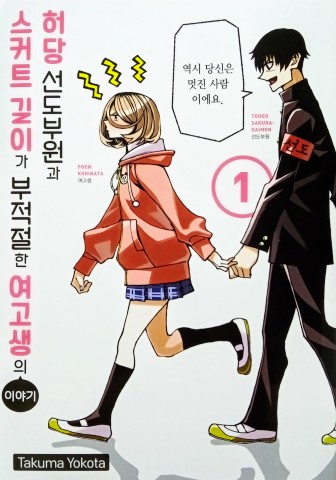 허당 선도부원과
스커트 길이가 부적절한 여고생의
이야기
역시 당신은
멋진 사람
이에요.
POEM
KOHINATA
여고생
TOUGO
SAKURA-
DAIMON
선도부원
선도
1
Takuma Yokota